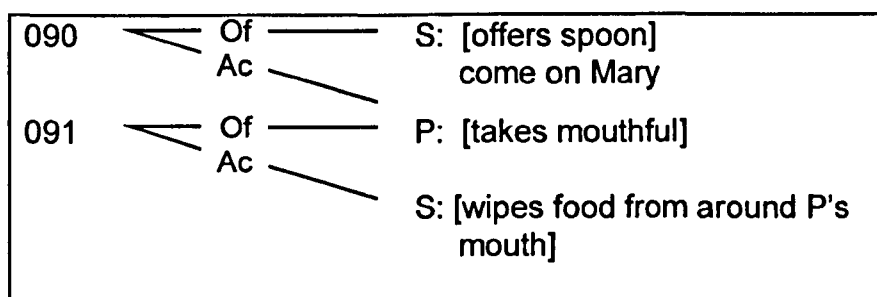 090 Of S: [offers spoon]
Ac come on Mary
091 Of P: [takes mouthful]
Ac
S: [wipes food from around P's
mouth]